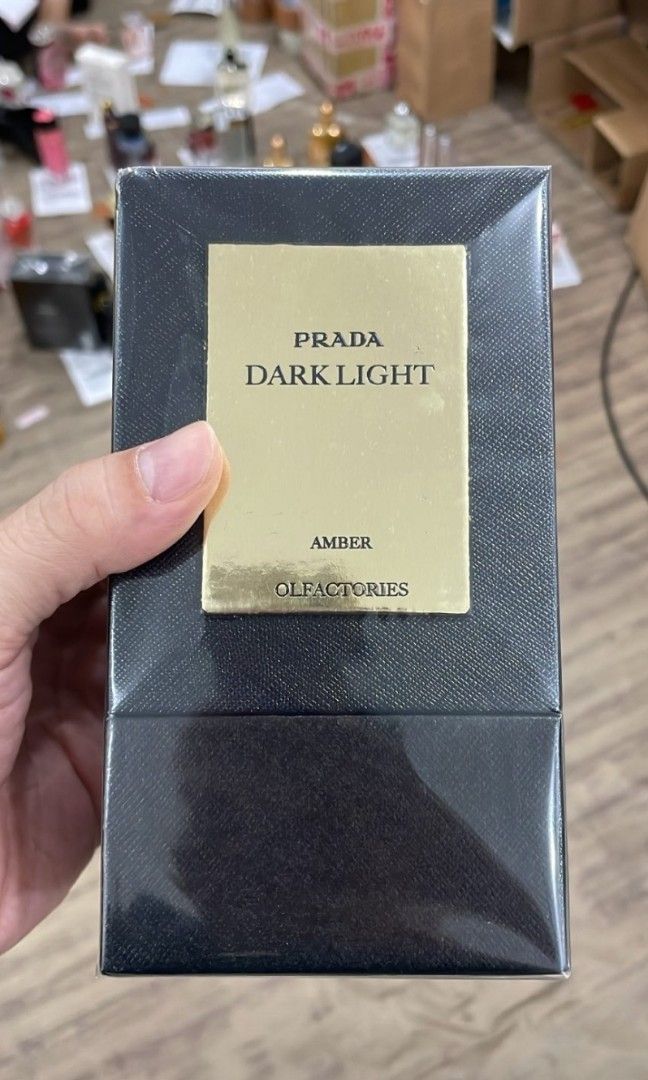 PRADA
DARK LIGHT
AMBER
OLFACTORIES